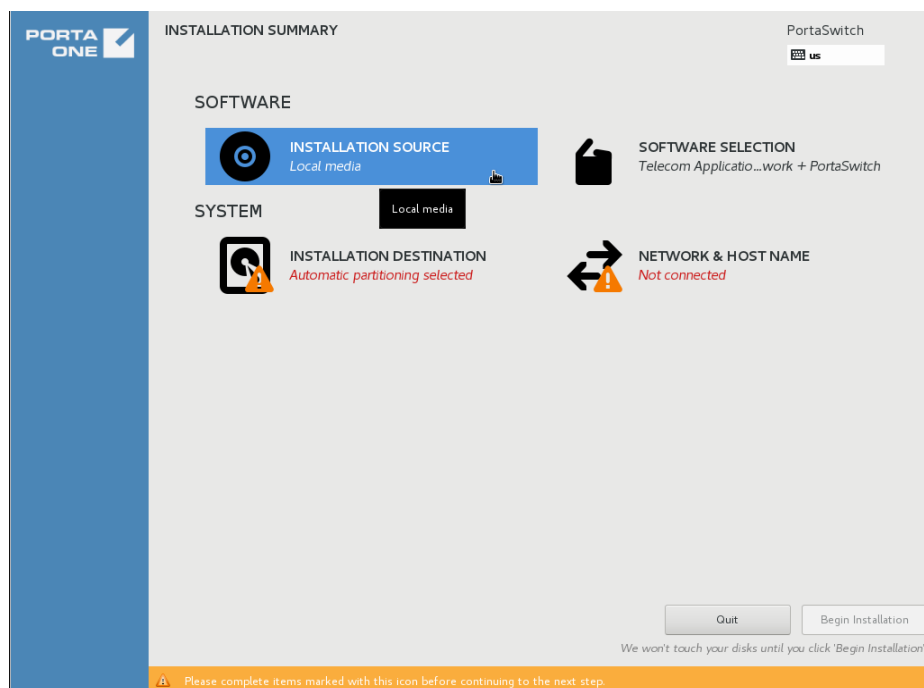 PORTA
ONE
INSTALLATION SUMMARY
PortaSwitch
us
SOFTWARE
INSTALLATION SOURCE
Local media
SOFTWARE SELECTION
Telecom Applicatio...work + PortaSwitch
Local media
SYSTEM
INSTALLATION DESTINATION
Automatic partitioning selected
NETWORK & HOST NAME
Not connected
Quit
Begin Installation
We won't touch your disks until you click 'Begin Installation'
Please complete items marked with this icon before continuing to the next step.